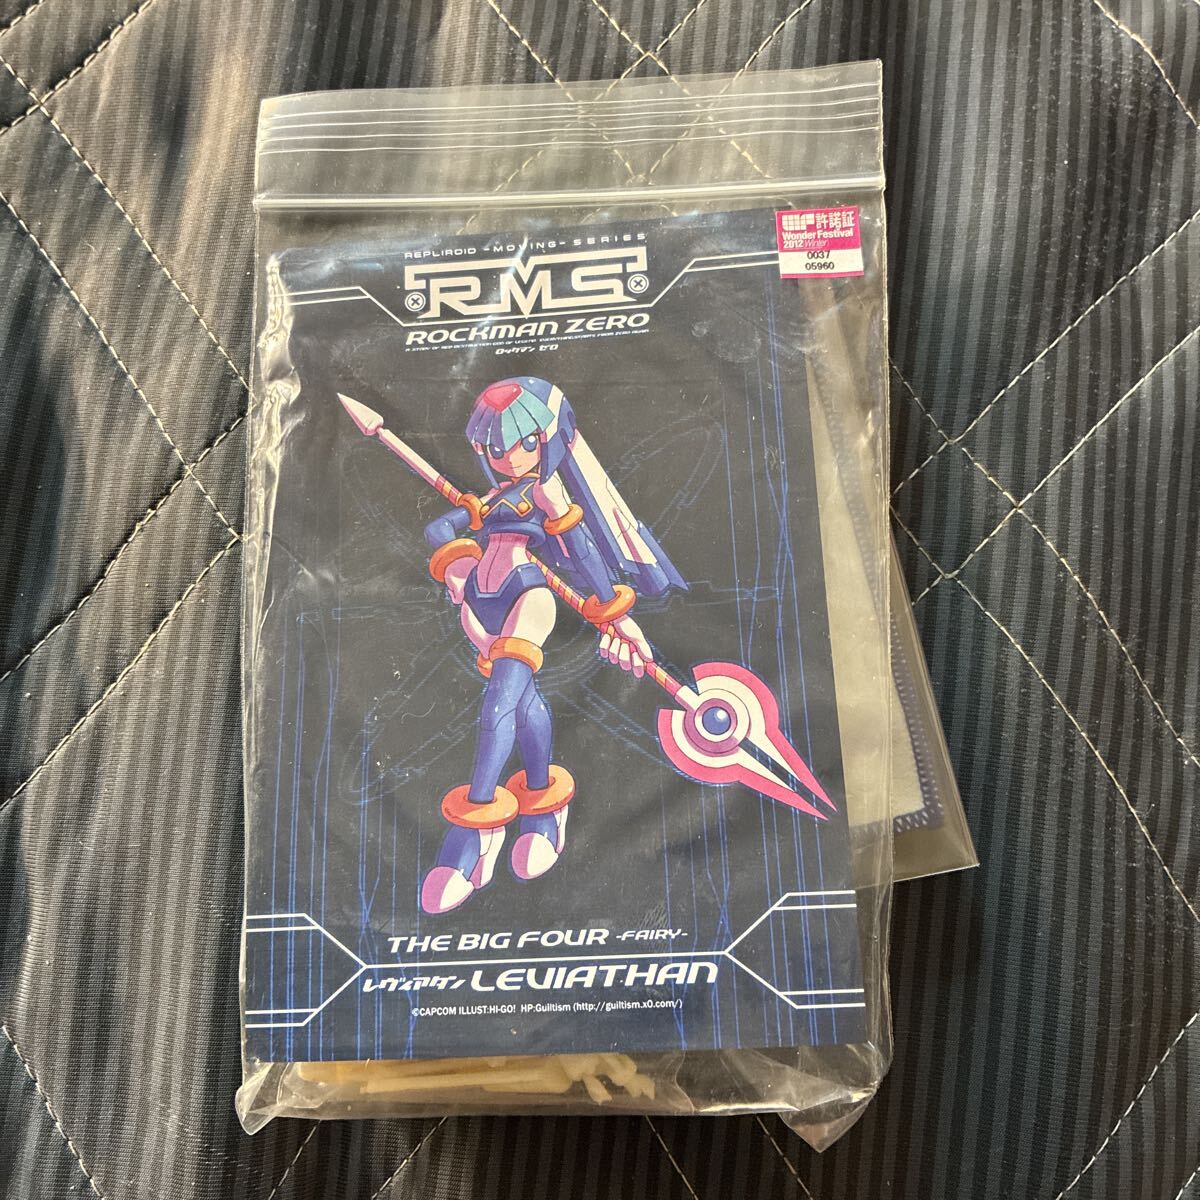 許諾証
Wonder Festival
2012 Winter
0037
05960
REPLIROID -MOVING- SERIES
RMS
ROCKMAN ZERO
ロックマン ゼロ
THE BIG FOUR -FAIRY-
レヴィアタン LEVIATHAN
©CAPCOM ILLUST:HI-GO! HP:Guiltism (http://guiltism.x0.com/)